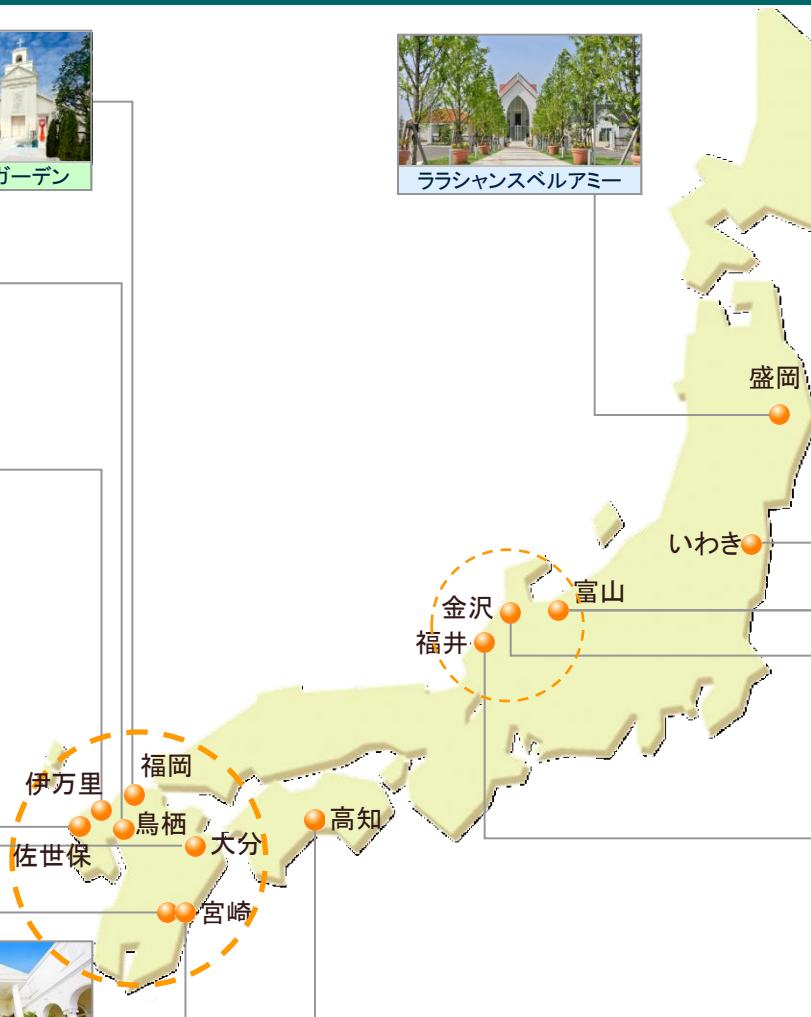 ガーデン
ララシャンスベルアミー
盛岡
いわき
富山
金沢
福井
福岡
伊万里
鳥栖
高知
大分
佐世保
宮崎